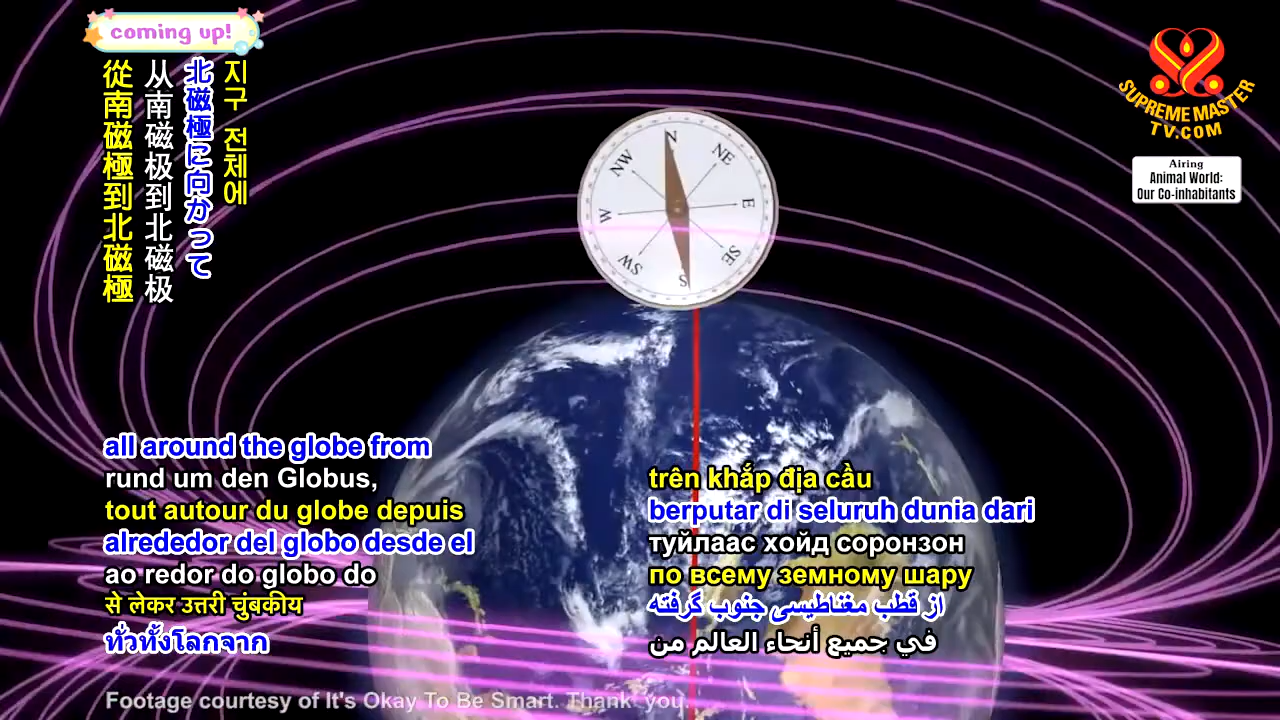 coming up!
從南磁極到北磁極
从南磁极到北磁极
北磁極に向かって
지구 전체에
SUPREME MASTER
TV.COM
Airing
Animal World:
Our Co-inhabitants
N
NE
E
SE
S
SW
W
NW
all around the globe from
rund um den Globus,
tout autour du globe depuis
alrededor del globo desde el
ao redor do globo do
से लेकर उत्तरी चुंबकीय
ทั่วทั้งโลกจาก
trên khắp địa cầu
berputar di seluruh dunia dari
туйлаас хойд соронзон
по всему земному шару
از قطب مغناطیسی جنوب گرفته
في جميع أنحاء العالم من
Footage courtesy of It's Okay To Be Smart. Thank you.